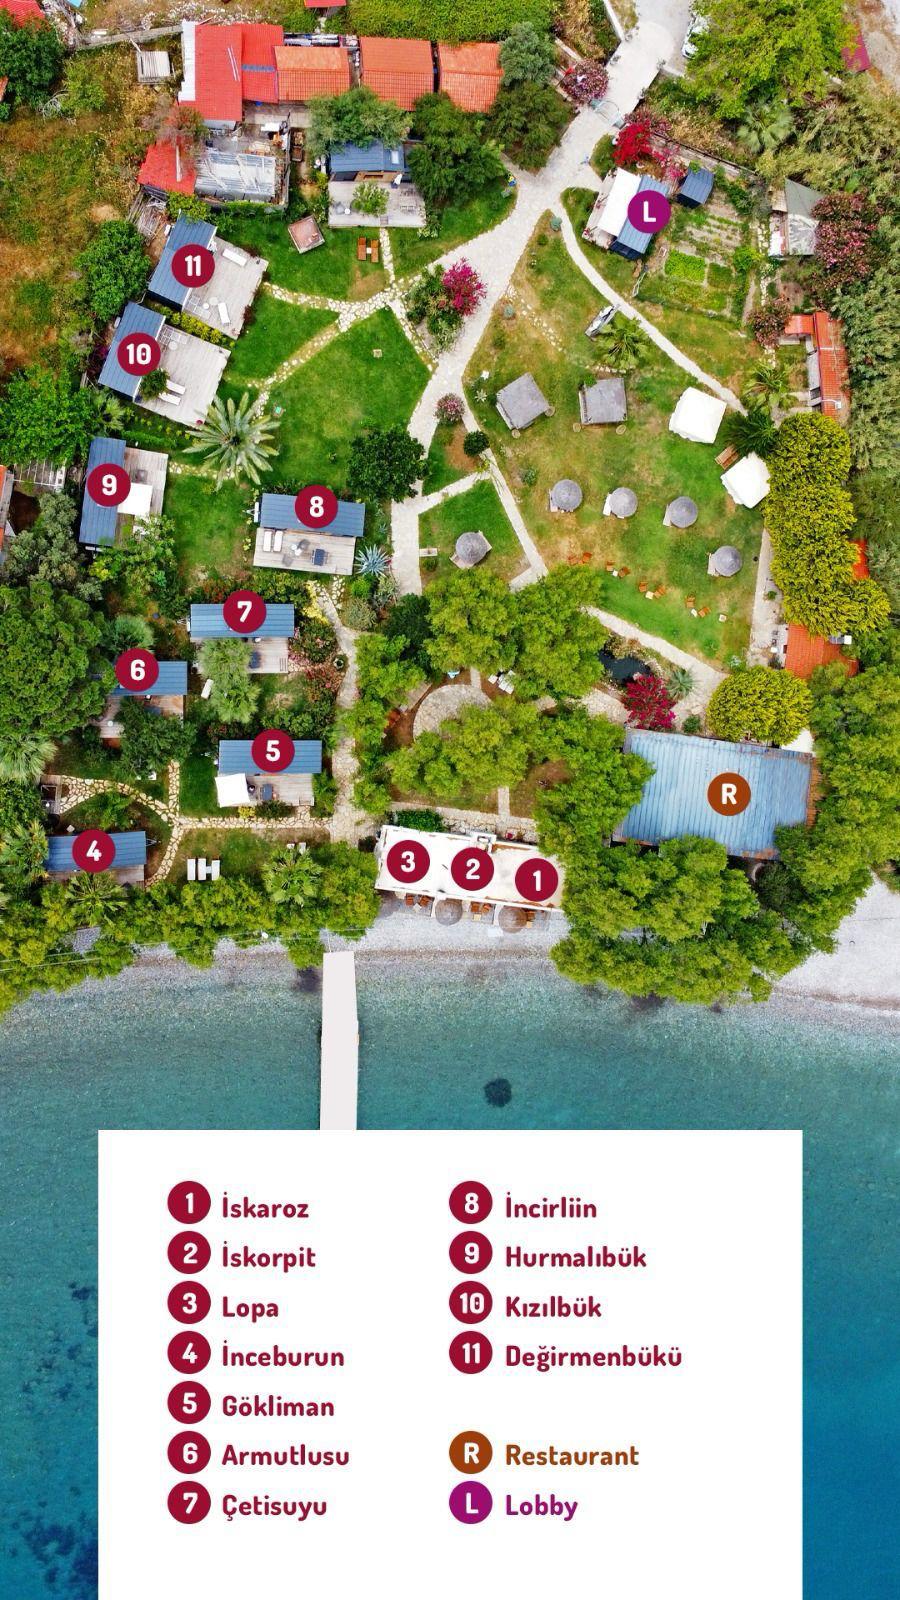 11
L
10
9
8
7
6
5
R
4
3
2
1
1 İskaroz
2 İskorpit
3 Lopa
4 İnceburun
5 Gökliman
6 Armutlusu
7 Çetisuyu
8 İncirliin
9 Hurmalıbük
10 Kızılbük
11 Değirmenbükü
R Restaurant
L Lobby